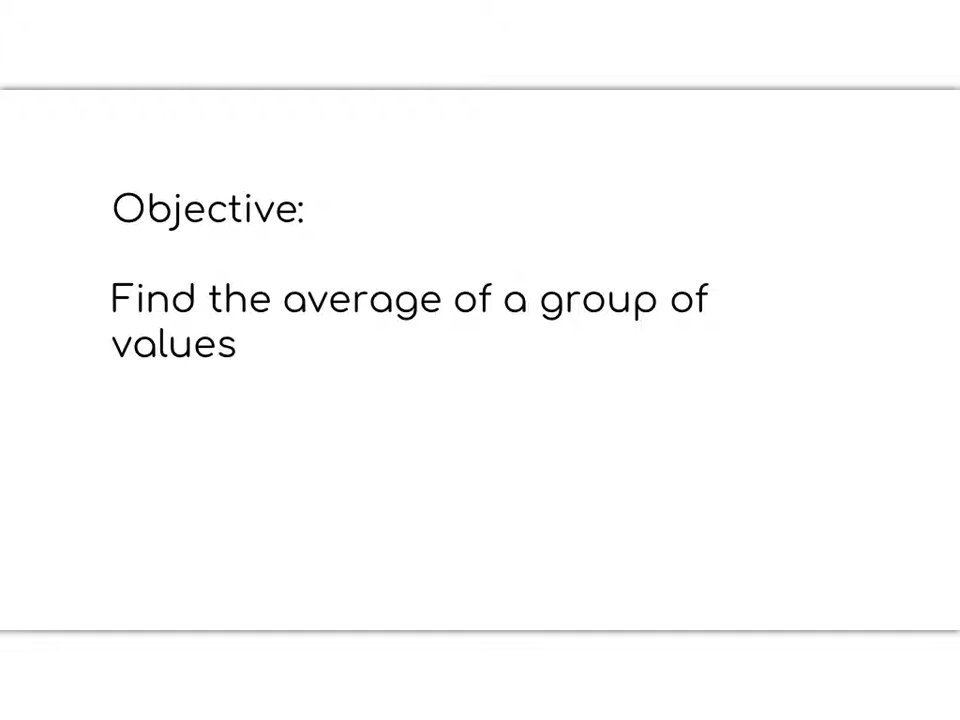 Objective:
Find the average of a group of
values